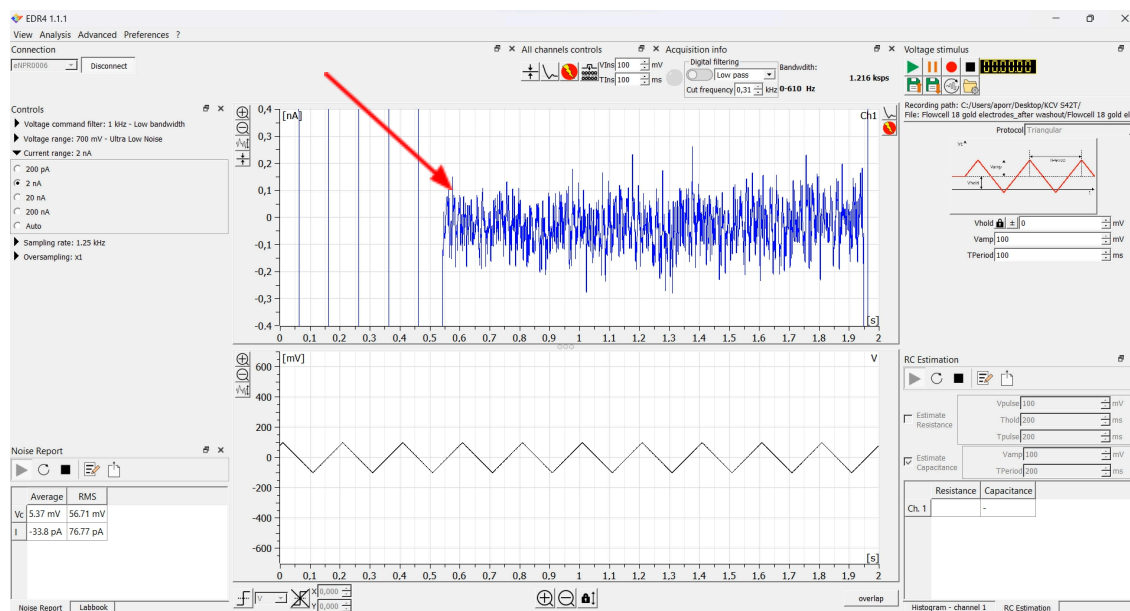 EDR4 1.1.1
View Analysis Advanced Preferences ?
Connection
eNPR0006
Disconnect
All channels controls
VIns 100 mV
TIns 100 ms
Acquisition info
Digital filtering
Low pass
Cut frequency 0,31 kHz
Bandwdith:
1.216 ksps
0-610 Hz
Voltage stimulus
Recording path: C:/Users/aporr/Desktop/KCV S42T/
File: Flowcell 18 gold electrodes_after washout/Flowcell 18 gold el
Protocol Triangular
Vamp
TPeriod
Vhold
Vhold ± 0 mV
Vamp 100 mV
TPeriod 100 ms
Controls
Voltage command filter: 1 kHz - Low bandwidth
Voltage range: 700 mV - Ultra Low Noise
Current range: 2 nA
200 pA
2 nA
20 nA
200 nA
Auto
Sampling rate: 1.25 kHz
Oversampling: x1
[nA]
Ch1
0,4
0,3
0,2
0,1
0
-0,1
-0,2
-0,3
-0,4
[s]
0 0,1 0,2 0,3 0,4 0,5 0,6 0,7 0,8 0,9 1 1,1 1,2 1,3 1,4 1,5 1,6 1,7 1,8 1,9 2
[mV]
V
600
400
200
0
-200
-400
-600
[s]
0 0,1 0,2 0,3 0,4 0,5 0,6 0,7 0,8 0,9 1 1,1 1,2 1,3 1,4 1,5 1,6 1,7 1,8 1,9 2
V
X 0,000
Y 0,000
overlap
Noise Report
Average RMS
Vc 5.37 mV 56.71 mV
I -33.8 pA 76.77 pA
Noise Report Labbook
RC Estimation
Estimate Resistance
Vpulse 100 mV
Thold 200 ms
Tpulse 200 ms
Estimate Capacitance
Vamp 100 mV
TPeriod 200 ms
Resistance Capacitance
Ch. 1 -
Histogram - channel 1 RC Estimation